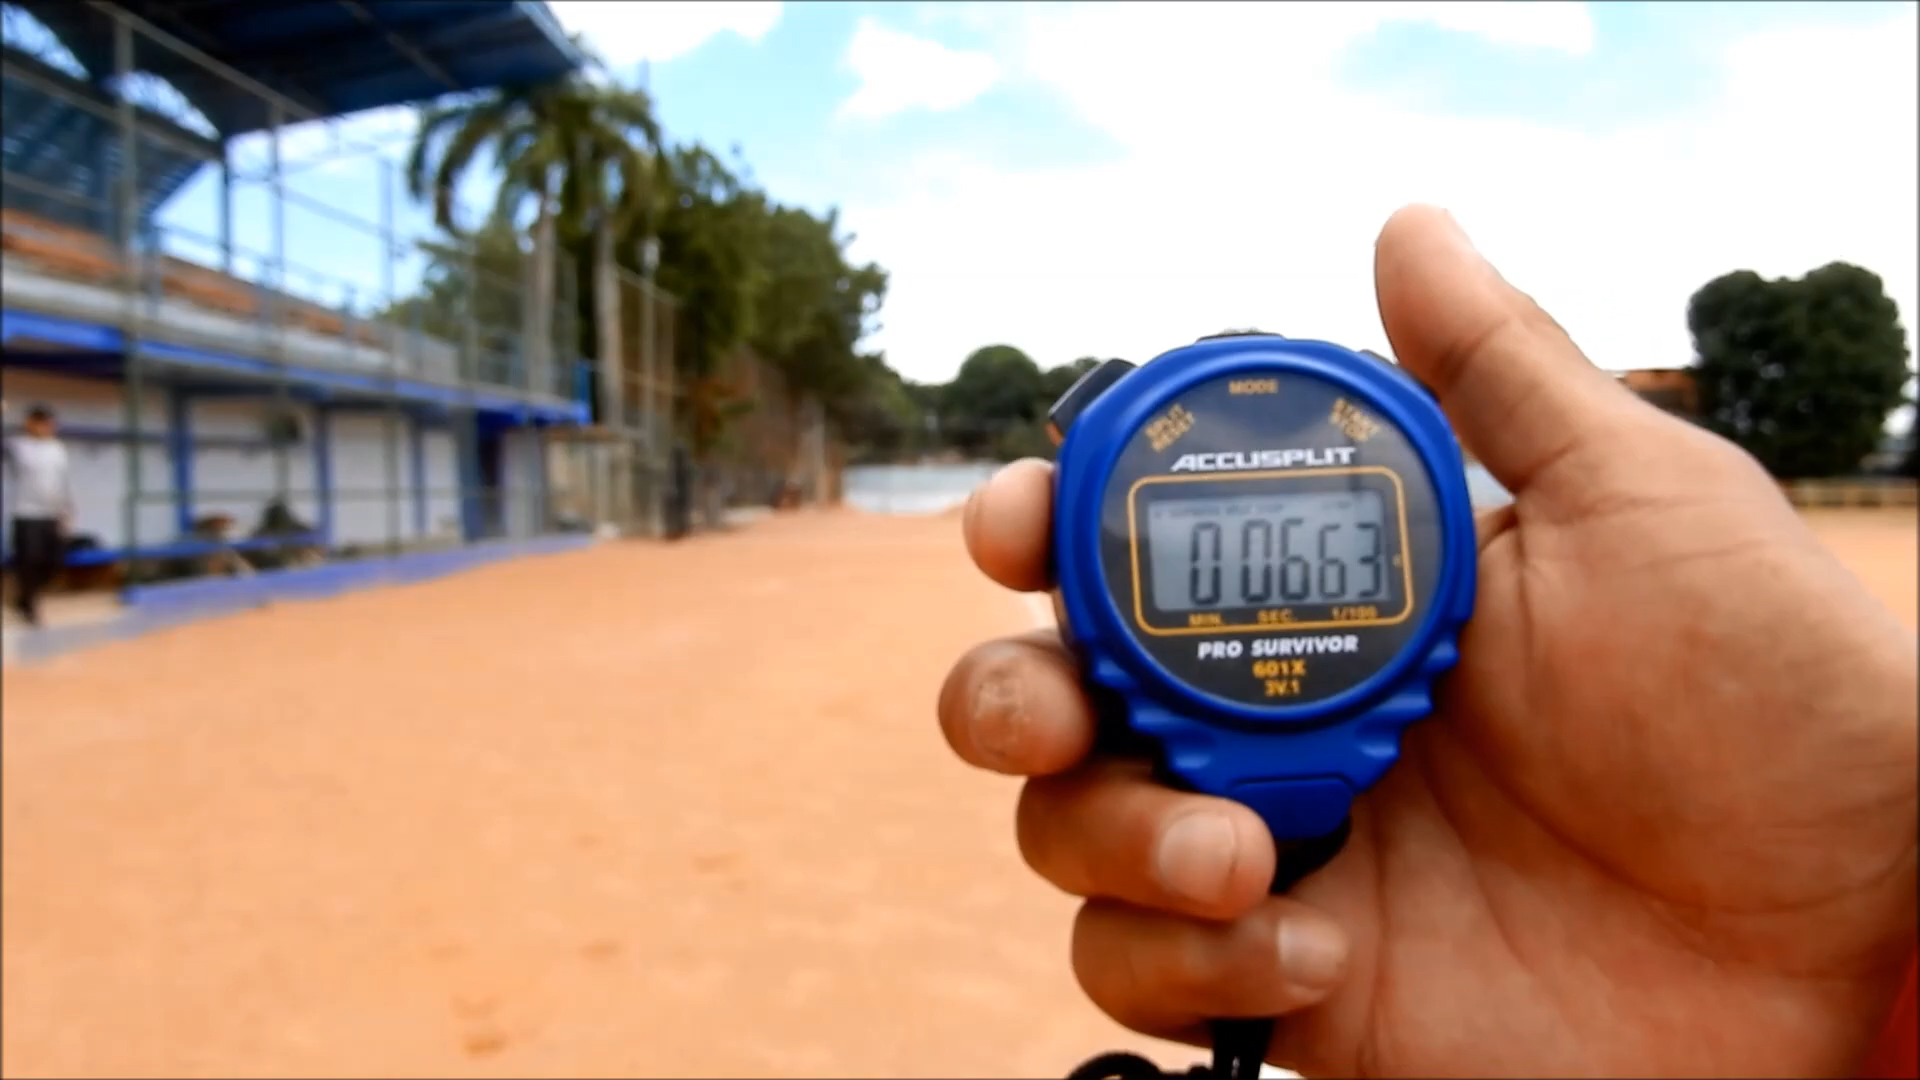 MODE
SPLIT
RESET
START
STOP
ACCUSPLIT
0 0663
MIN. SEC. 1/100
PRO SURVIVOR
601X
3V.1